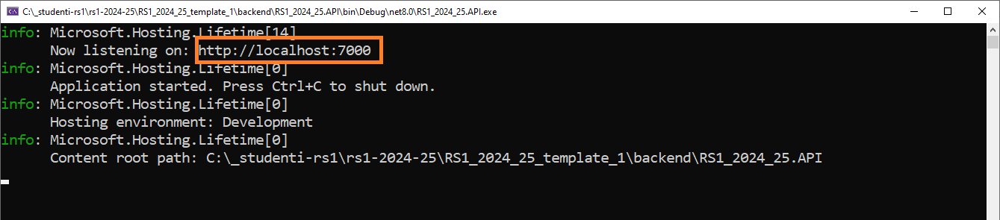 C:\_studenti-rs1\rs1-2024-25\RS1_2024_25_template_1\backend\RS1_2024_25.API\bin\Debug\net8.0\RS1_2024_25.API.exe
info: Microsoft.Hosting.Lifetime[14]
      Now listening on: http://localhost:7000
info: Microsoft.Hosting.Lifetime[0]
      Application started. Press Ctrl+C to shut down.
info: Microsoft.Hosting.Lifetime[0]
      Hosting environment: Development
info: Microsoft.Hosting.Lifetime[0]
      Content root path: C:\_studenti-rs1\rs1-2024-25\RS1_2024_25_template_1\backend\RS1_2024_25.API